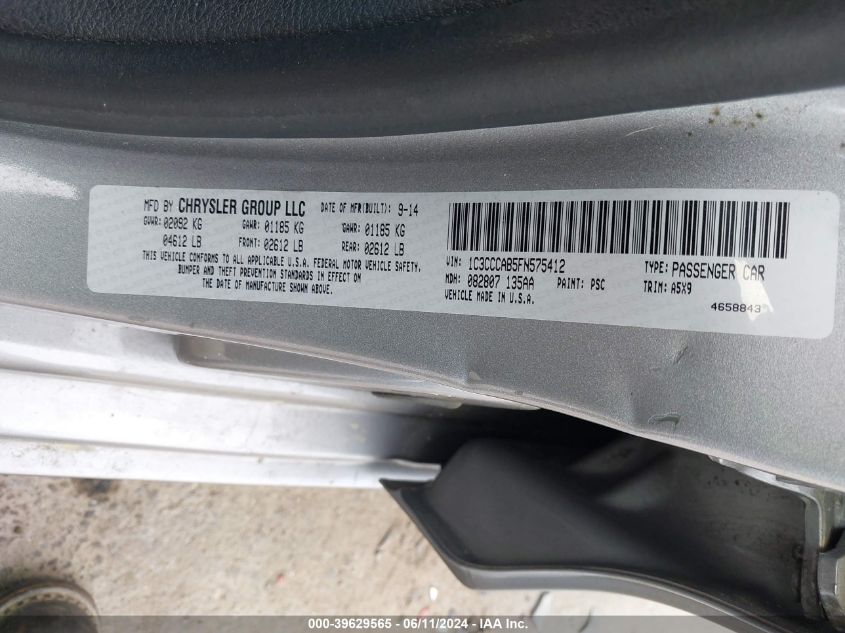 MFD BY CHRYSLER GROUP LLC DATE OF MFR(BUILT): 9-14
GVWR: 02092 KG GAWR: 01185 KG GAWR: 01185 KG
04612 LB FRONT: 02612 LB REAR: 02612 LB
THIS VEHICLE CONFORMS TO ALL APPLICABLE U.S.A. FEDERAL MOTOR VEHICLE SAFETY,
BUMPER AND THEFT PREVENTION STANDARDS IN EFFECT ON
THE DATE OF MANUFACTURE SHOWN ABOVE.
VIN: 1C3CCCAB5FN575412 TYPE: PASSENGER CAR
MDH: 082807 135AA PAINT: PSC TRIM: A5X9
VEHICLE MADE IN U.S.A.
4658843
000-39629565 - 06/11/2024 - IAA Inc.